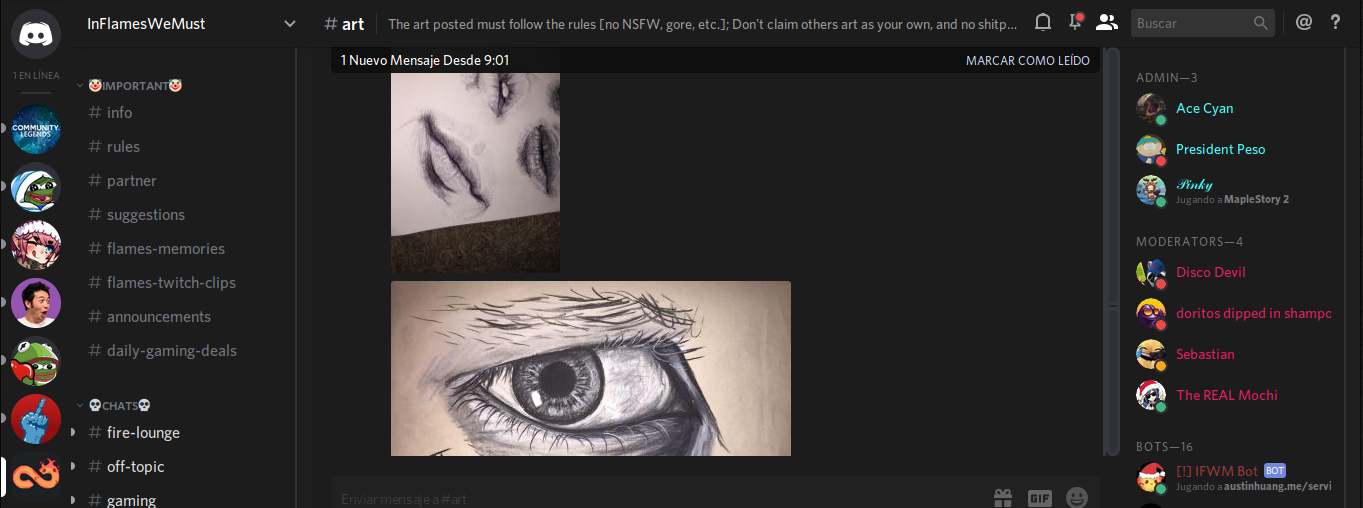 InFlamesWeMust
# art
The art posted must follow the rules [no NSFW, gore, etc.]; Don't claim others art as your own, and no shitp...
Buscar
@
?
1 EN LÍNEA
COMMUNITY
LEGENDS
IMPORTANT
# info
# rules
# partner
# suggestions
# flames-memories
# flames-twitch-clips
# announcements
# daily-gaming-deals
CHATS
# fire-lounge
# off-topic
# gaming
1 Nuevo Mensaje Desde 9:01
MARCAR COMO LEÍDO
Enviar mensaje a #art
GIF
ADMIN—3
Ace Cyan
President Peso
𝓟𝓲𝓷𝓴𝔂
Jugando a MapleStory 2
MODERATORS—4
Disco Devil
doritos dipped in shampc
Sebastian
The REAL Mochi
BOTS—16
[!] IFWM Bot BOT
Jugando a austinhuang.me/servi